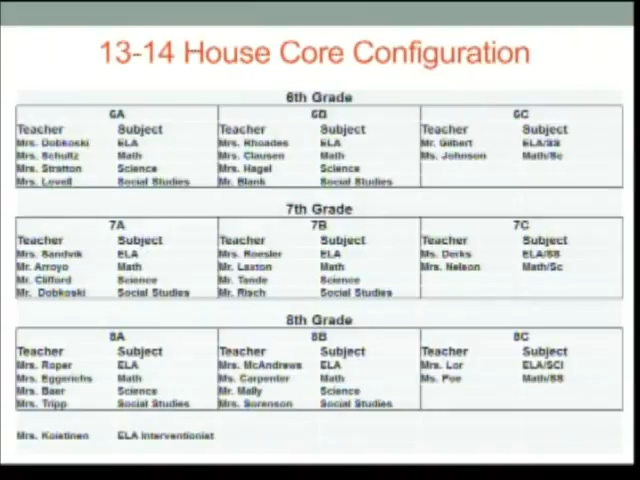 13-14 House Core Configuration
6th Grade
6A 6B 6C
Teacher Subject Teacher Subject Teacher Subject
Mrs. Dobkoski ELA Mrs. Rhoades ELA Mr. Gilbert ELA/SS
Mrs. Schultz Math Mrs. Clausen Math Ms. Johnson Math/Sc
Mrs. Stratton Science Mrs. Hagel Science
Mrs. Lovell Social Studies Mr. Blank Social Studies
7th Grade
7A 7B 7C
Teacher Subject Teacher Subject Teacher Subject
Mrs. Sandvik ELA Mrs. Roesler ELA Ms. Derks ELA/SS
Mr. Arroyo Math Mr. Laxton Math Mrs. Nelson Math/Sc
Mr. Clifford Science Mr. Tande Science
Mr. Dobkoski Social Studies Mr. Risch Social Studies
8th Grade
8A 8B 8C
Teacher Subject Teacher Subject Teacher Subject
Mrs. Roper ELA Mrs. McAndrews ELA Mrs. Lor ELA/SCI
Mrs. Eggerichs Math Ms. Carpenter Math Ms. Poe Math/SS
Mrs. Baer Science Mr. Mally Science
Mrs. Tripp Social Studies Mrs. Sorenson Social Studies
Mrs. Koistinen ELA Interventionist